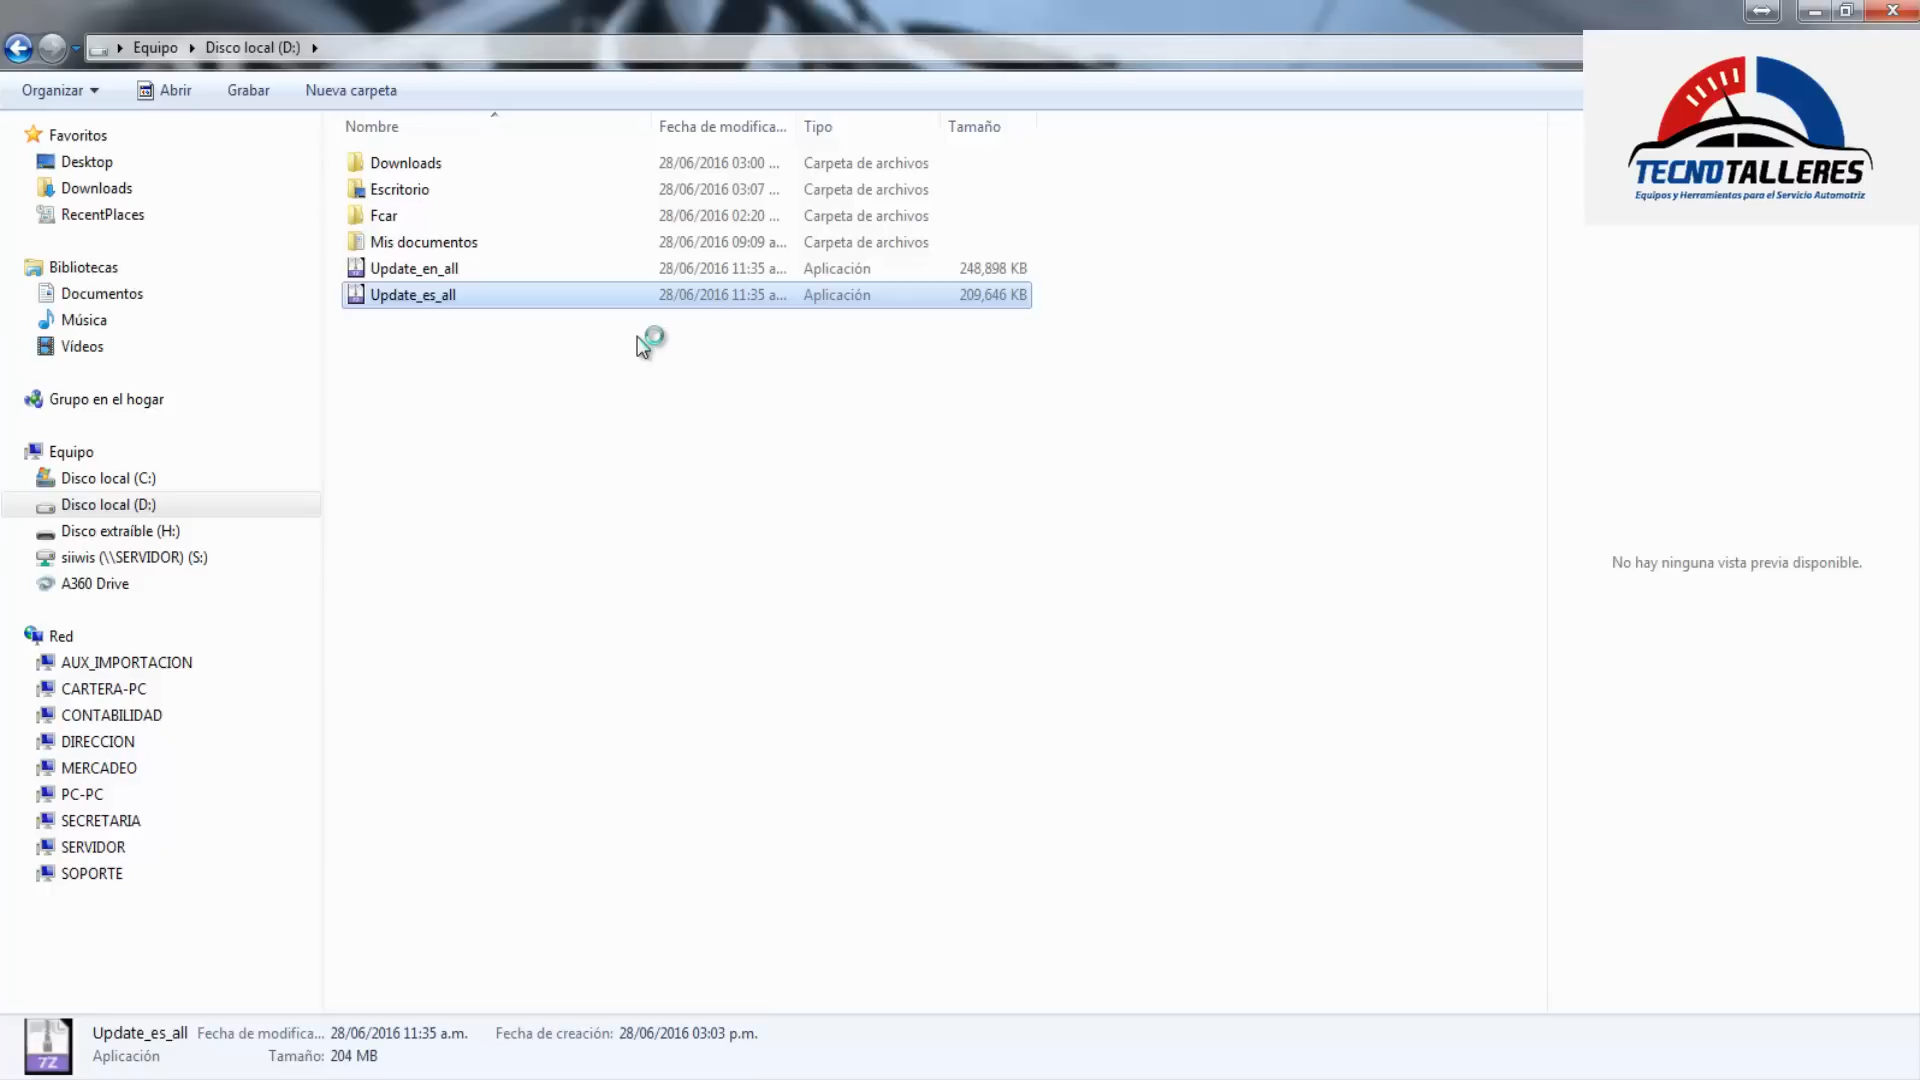 Equipo
Disco local (D:)
Organizar
Abrir
Grabar
Nueva carpeta
TECNOTALLERES
Equipos y Herramientas para el Servicio Automotriz
Nombre
Fecha de modifica...
Tipo
Tamaño
Favoritos
Desktop
Downloads
RecentPlaces
Bibliotecas
Documentos
Música
Vídeos
Grupo en el hogar
Equipo
Disco local (C:)
Disco local (D:)
Disco extraíble (H:)
siiwis (\\SERVIDOR) (S:)
A360 Drive
Red
AUX_IMPORTACION
CARTERA-PC
CONTABILIDAD
DIRECCION
MERCADEO
PC-PC
SECRETARIA
SERVIDOR
SOPORTE
Downloads 28/06/2016 03:00 ... Carpeta de archivos
Escritorio 28/06/2016 03:07 ... Carpeta de archivos
Fcar 28/06/2016 02:20 ... Carpeta de archivos
Mis documentos 28/06/2016 09:09 a... Carpeta de archivos
Update_en_all 28/06/2016 11:35 a... Aplicación 248,898 KB
Update_es_all 28/06/2016 11:35 a... Aplicación 209,646 KB
No hay ninguna vista previa disponible.
7Z
Update_es_all Fecha de modifica... 28/06/2016 11:35 a.m. Fecha de creación: 28/06/2016 03:03 p.m.
Aplicación Tamaño: 204 MB